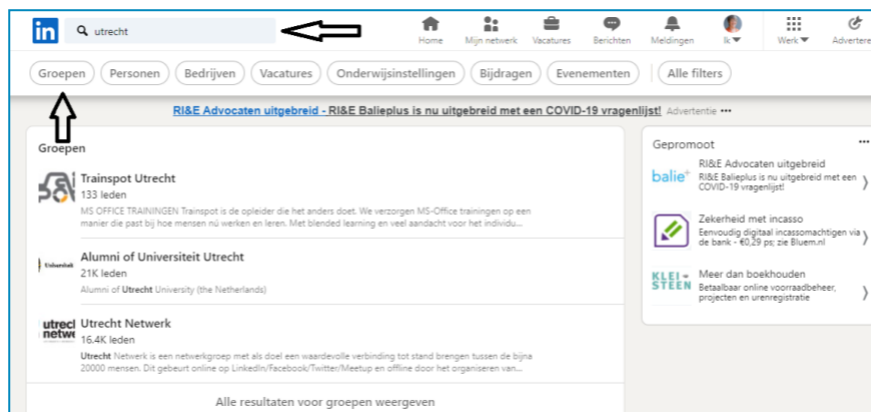 in utrecht
Home Mijn netwerk Vacatures Berichten Meldingen Ik Werk Advertere
Groepen Personen Bedrijven Vacatures Onderwijsinstellingen Bijdragen Evenementen Alle filters
RI&E Advocaten uitgebreid - RI&E Balieplus is nu uitgebreid met een COVID-19 vragenlijst! Advertentie •••
Groepen
Trainspot Utrecht
133 leden
MS OFFICE TRAININGEN Trainspot is de opleider die het anders doet. We verzorgen MS-Office trainingen op een
manier die past bij hoe mensen nú werken en leren. Met blended learning en veel aandacht voor het individu...
Alumni of Universiteit Utrecht
21K leden
Alumni of Utrecht University (the Netherlands)
utrecl
netwe
Utrecht Netwerk
16.4K leden
Utrecht Netwerk is een netwerkgroep met als doel een waardevolle verbinding tot stand brengen tussen de bijna
20000 mensen. Dit gebeurt online op LinkedIn/Facebook/Twitter/Meetup en offline door het organiseren van...
Alle resultaten voor groepen weergeven
Gepromoot •••
balie+
RI&E Advocaten uitgebreid
RI&E Balieplus is nu uitgebreid met een
COVID-19 vragenlijst!
Zekerheid met incasso
Eenvoudig digitaal incassomachtigen via
de bank - €0,29 ps; zie Bluem.nl
KLEI
STEEN
Meer dan boekhouden
Betaalbaar online voorraadbeheer,
projecten en urenregistratie